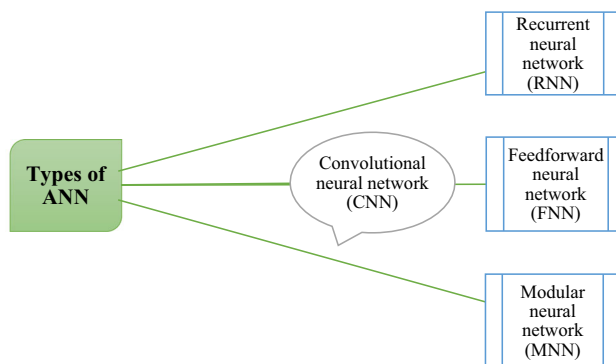 Recurrent
neural
network
(RNN)
Types of
ANN
Convolutional
neural network
(CNN)
Feedforward
neural
network
(FNN)
Modular
neural
network
(MNN)